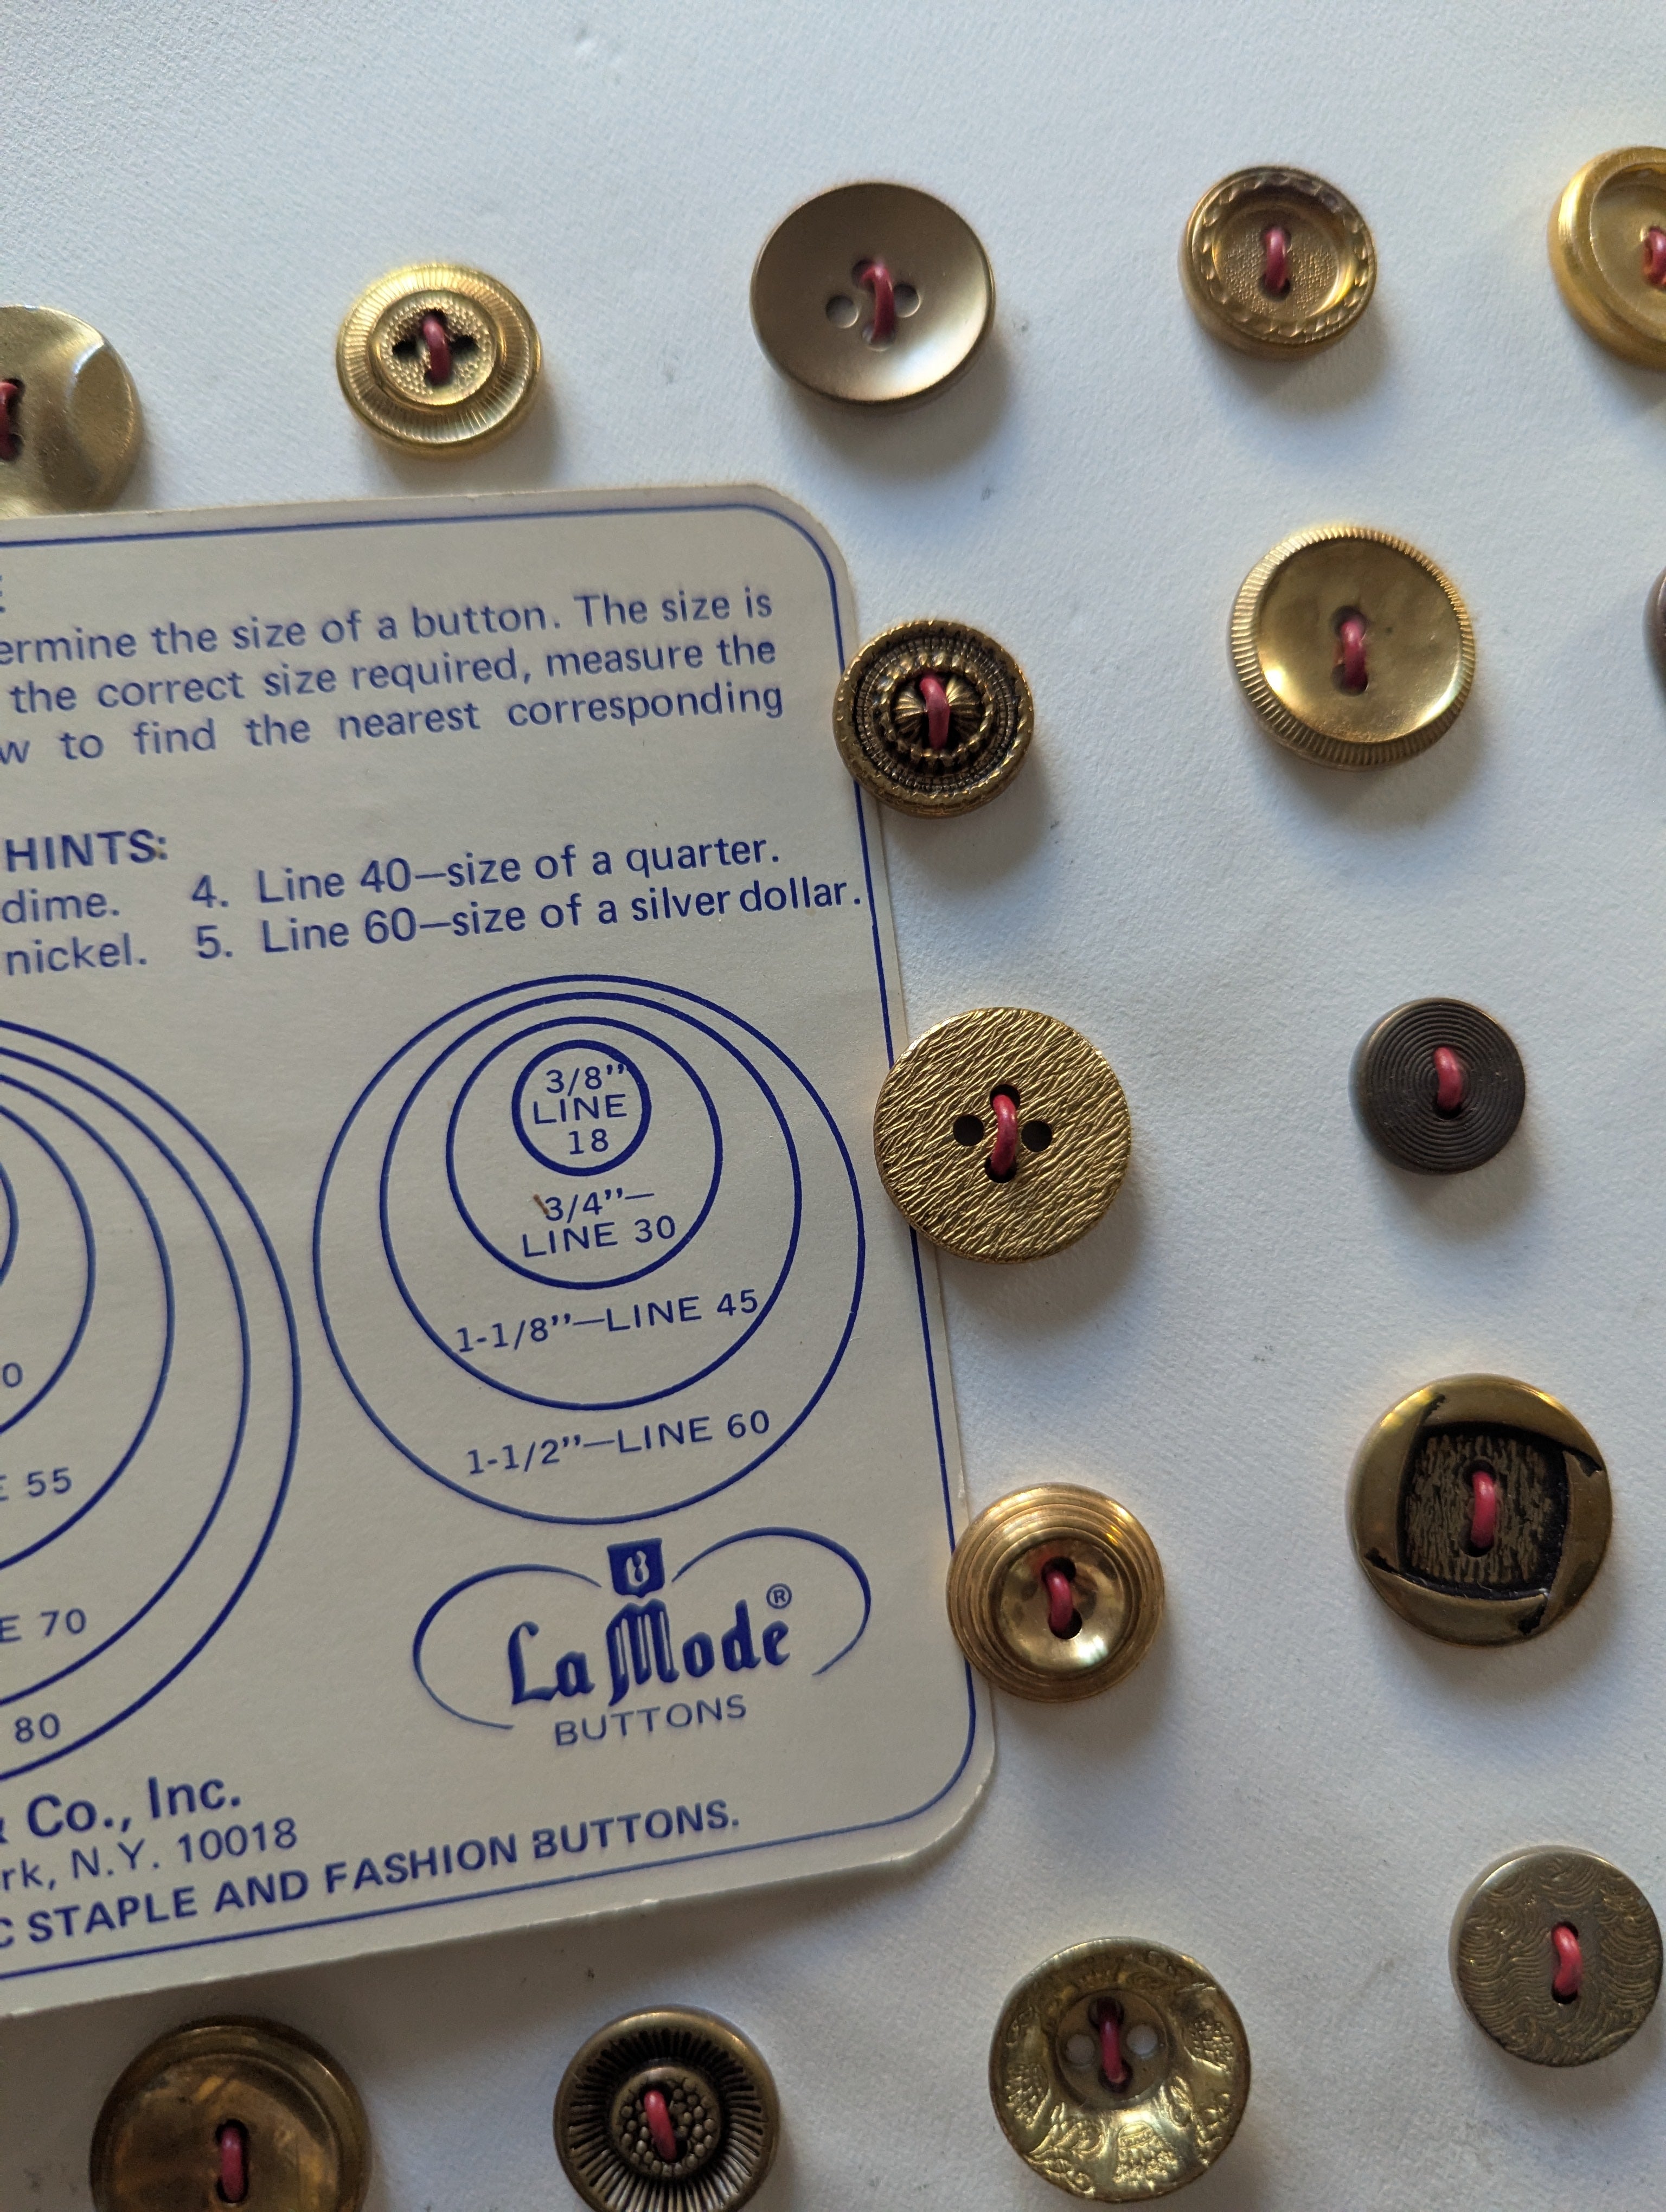 the size of a button. The size is
the correct size required, measure the
to find the nearest corresponding
HINTS:
dime. 4. Line 40—size of a quarter.
nickel. 5. Line 60—size of a silver dollar.
3/8”
LINE
18
3/4”—
LINE 30
1-1/8”—LINE 45
1-1/2”—LINE 60
55
70
80
La Mode®
BUTTONS
Co., Inc.
N.Y. 10018
STAPLE AND FASHION BUTTONS.